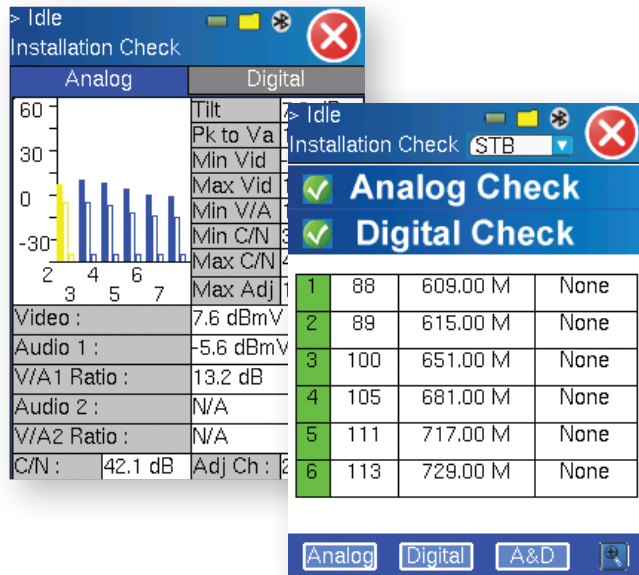 > Idle
Installation Check
Analog Digital
60
30
0
-30
2 4 6
3 5 7
Tilt
Pk to Va
Min Vid
Max Vid
Min V/A
Min C/N
Max C/N
Max Adj
Video : 7.6 dBmV
Audio 1 : -5.6 dBmV
V/A1 Ratio : 13.2 dB
Audio 2 : N/A
V/A2 Ratio : N/A
C/N : 42.1 dB Adj Ch :
> Idle
Installation Check STB
Analog Check
Digital Check
1 88 609.00 M None
2 89 615.00 M None
3 100 651.00 M None
4 105 681.00 M None
5 111 717.00 M None
6 113 729.00 M None
Analog Digital A&D